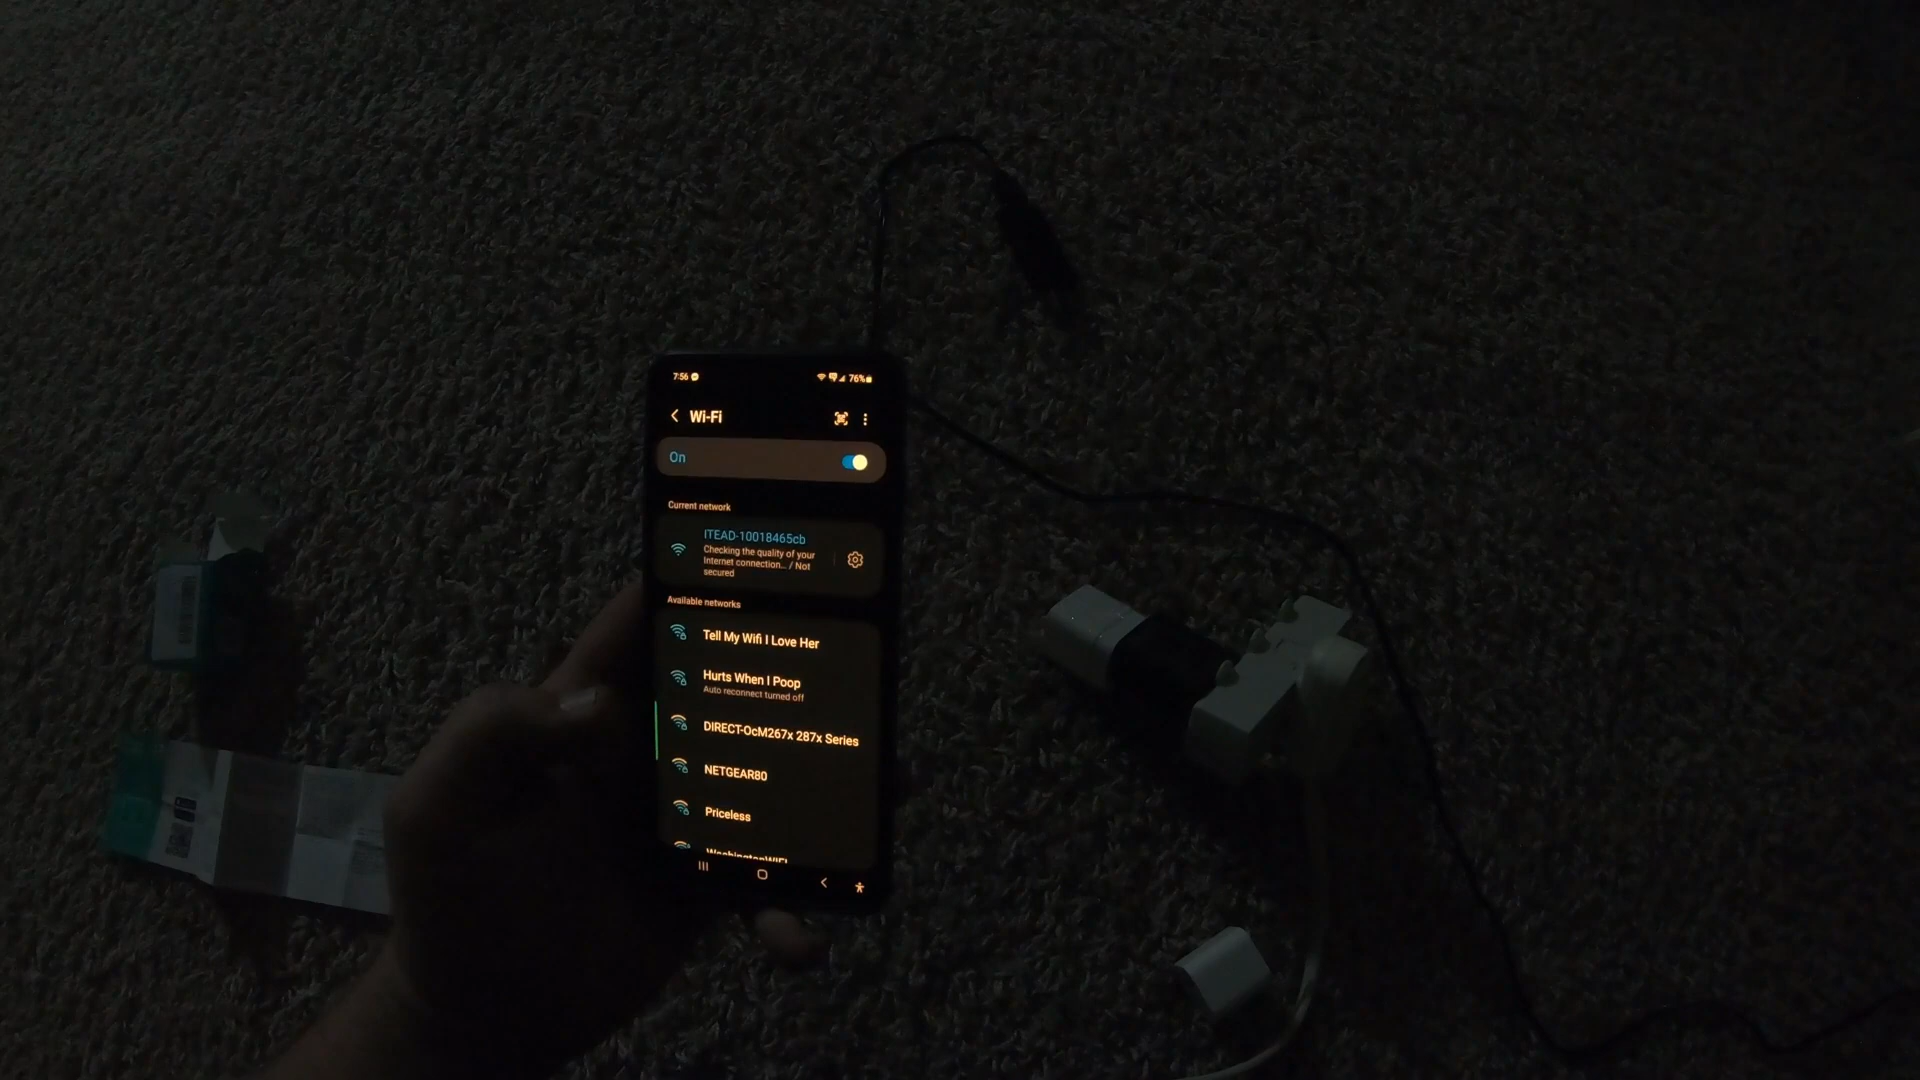 7:56
76%
Wi-Fi
On
Current network
ITEAD-10018465cb
Checking the quality of your
Internet connection... / Not
secured
Available networks
Tell My Wifi I Love Her
Hurts When I Poop
Auto reconnect turned off
DIRECT-OcM267x 287x Series
NETGEAR80
Priceless
WashingtonWIFI